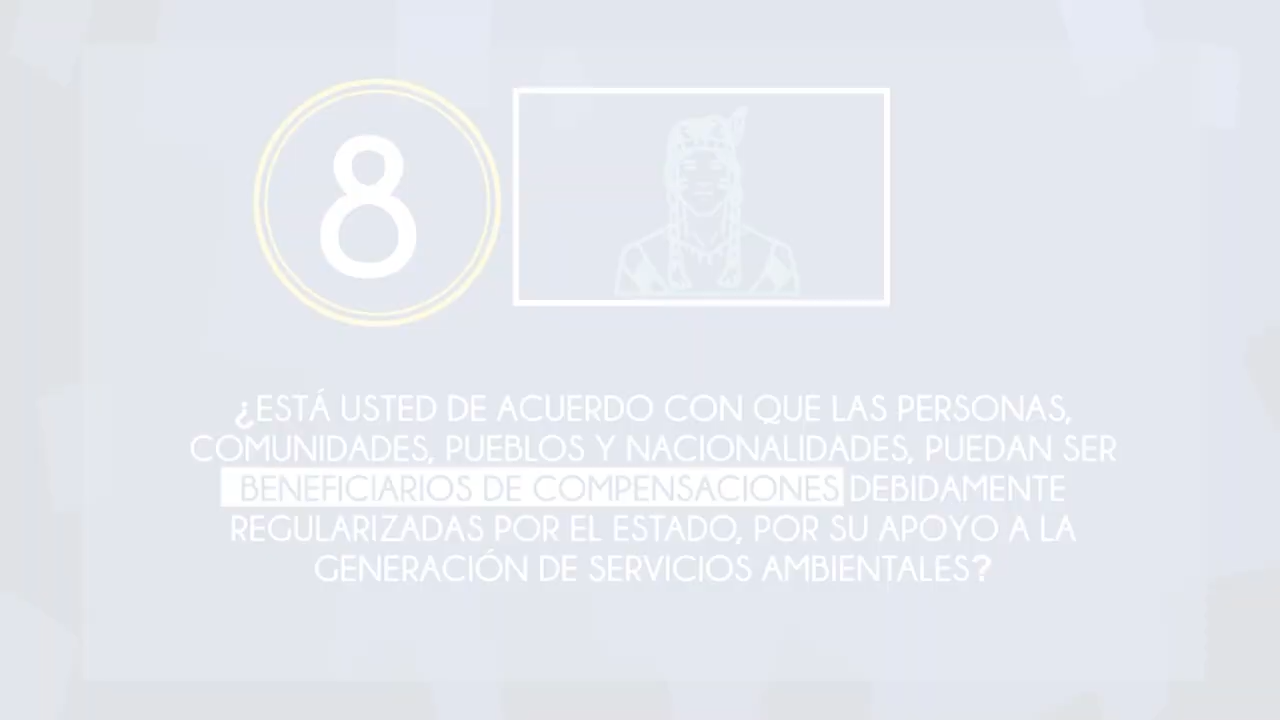 8
¿ESTÁ USTED DE ACUERDO CON QUE LAS PERSONAS,
COMUNIDADES, PUEBLOS Y NACIONALIDADES, PUEDAN SER
BENEFICIARIOS DE COMPENSACIONES DEBIDAMENTE
REGULARIZADAS POR EL ESTADO, POR SU APOYO A LA
GENERACIÓN DE SERVICIOS AMBIENTALES?